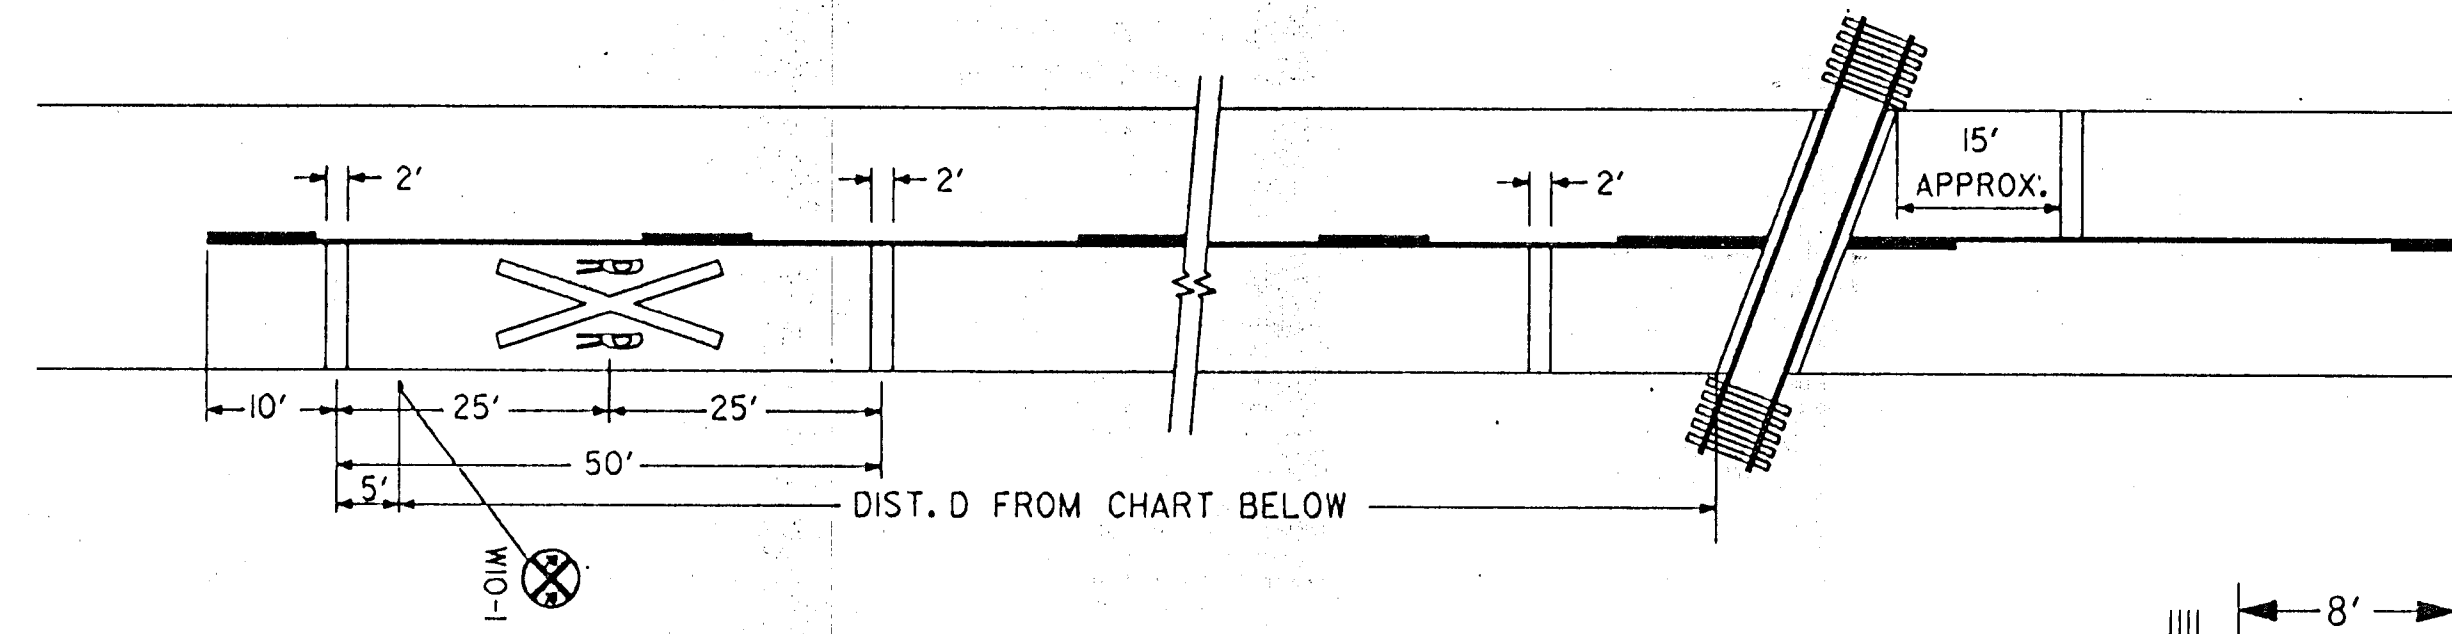 15'
APPROX.
2'
2'
2'
R
R
10'
25'
25'
50'
5'
DIST. D FROM CHART BELOW
W10-1
8'